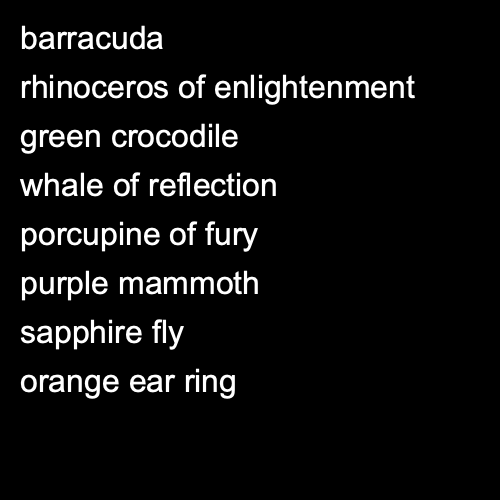 barracuda
rhinoceros of enlightenment
green crocodile
whale of reflection
porcupine of fury
purple mammoth
sapphire fly
orange ear ring